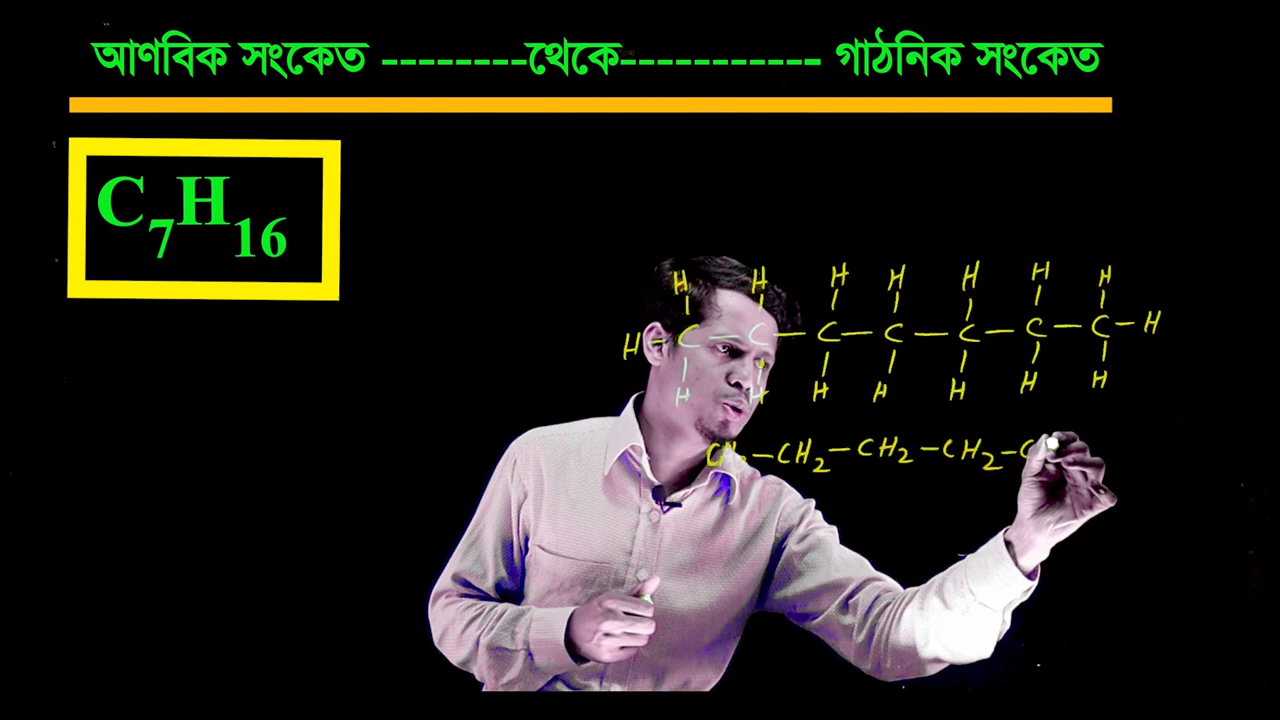 আণবিক সংকেত --------থেকে----------- গাঠনিক সংকেত
C₇H₁₆
H H H H H H H
H – C – C – C – C – C – C – C – H
H H H H H H H
– CH₂ – CH₂ – CH₂ –